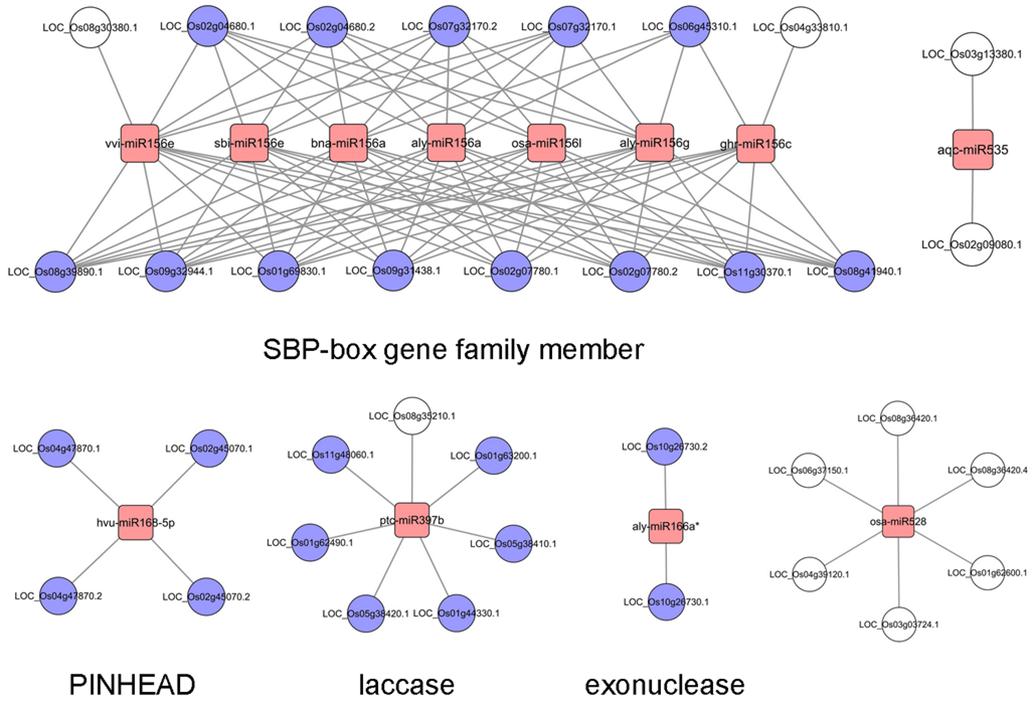 LOC_Os08g30380.1
LOC_Os02g04680.1
LOC_Os02g04680.2
LOC_Os07g32170.2
LOC_Os07g32170.1
LOC_Os06g45310.1
LOC_Os04g33810.1
LOC_Os03g13380.1
vvi-miR156e
sbi-miR156e
bna-miR156a
aly-miR156a
osa-miR156l
aly-miR156g
ghr-miR156c
aqc-miR535
LOC_Os08g39890.1
LOC_Os09g32944.1
LOC_Os01g69830.1
LOC_Os09g31438.1
LOC_Os02g07780.1
LOC_Os02g07780.2
LOC_Os11g30370.1
LOC_Os08g41940.1
LOC_Os02g09080.1
SBP-box gene family member
LOC_Os04g47870.1
LOC_Os02g45070.1
hvu-miR168-5p
LOC_Os04g47870.2
LOC_Os02g45070.2
PINHEAD
LOC_Os08g35210.1
LOC_Os11g48060.1
LOC_Os01g63200.1
ptc-miR397b
LOC_Os01g62490.1
LOC_Os05g38410.1
LOC_Os05g38420.1
LOC_Os01g44330.1
laccase
LOC_Os10g26730.2
aly-miR166a*
LOC_Os10g26730.1
exonuclease
LOC_Os08g36420.1
LOC_Os06g37150.1
LOC_Os08g36420.4
osa-miR528
LOC_Os04g39120.1
LOC_Os01g62600.1
LOC_Os03g03724.1